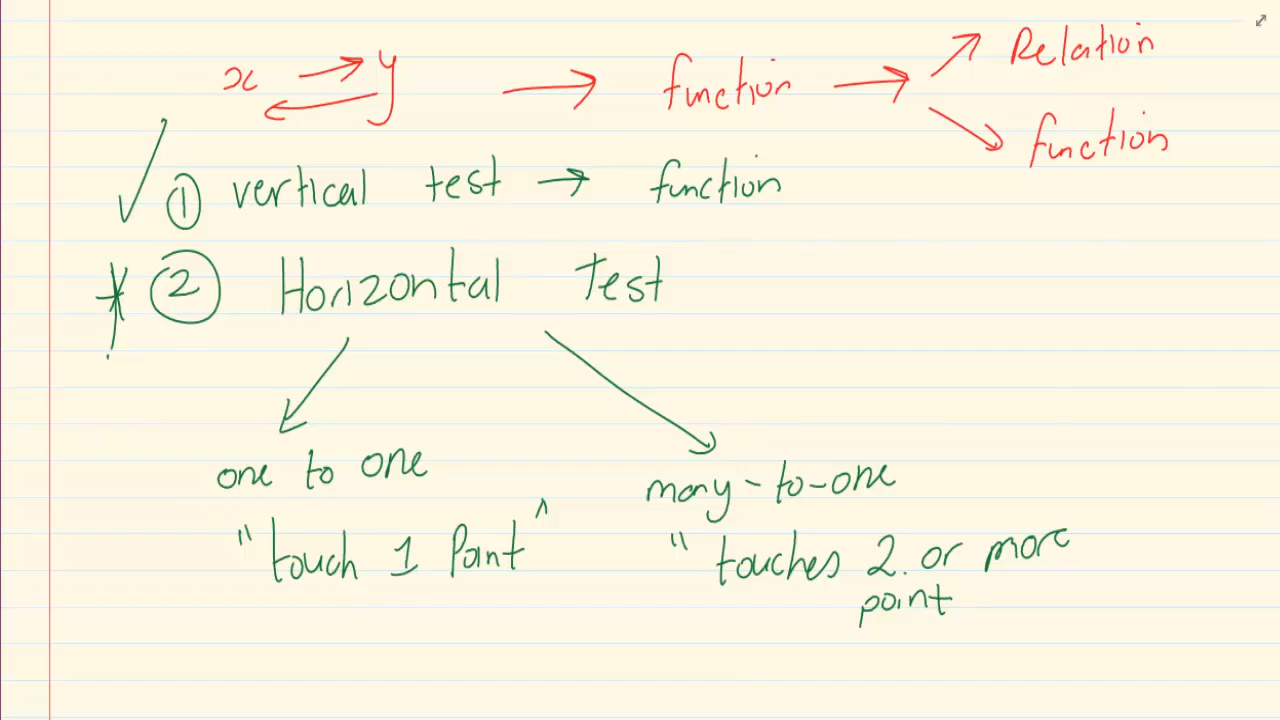 x → y → function → Relation
← function
✓ ① vertical test → function
* ② Horizontal Test
one to one
many-to-one
"touch 1 Point"
"touches 2 or more
point